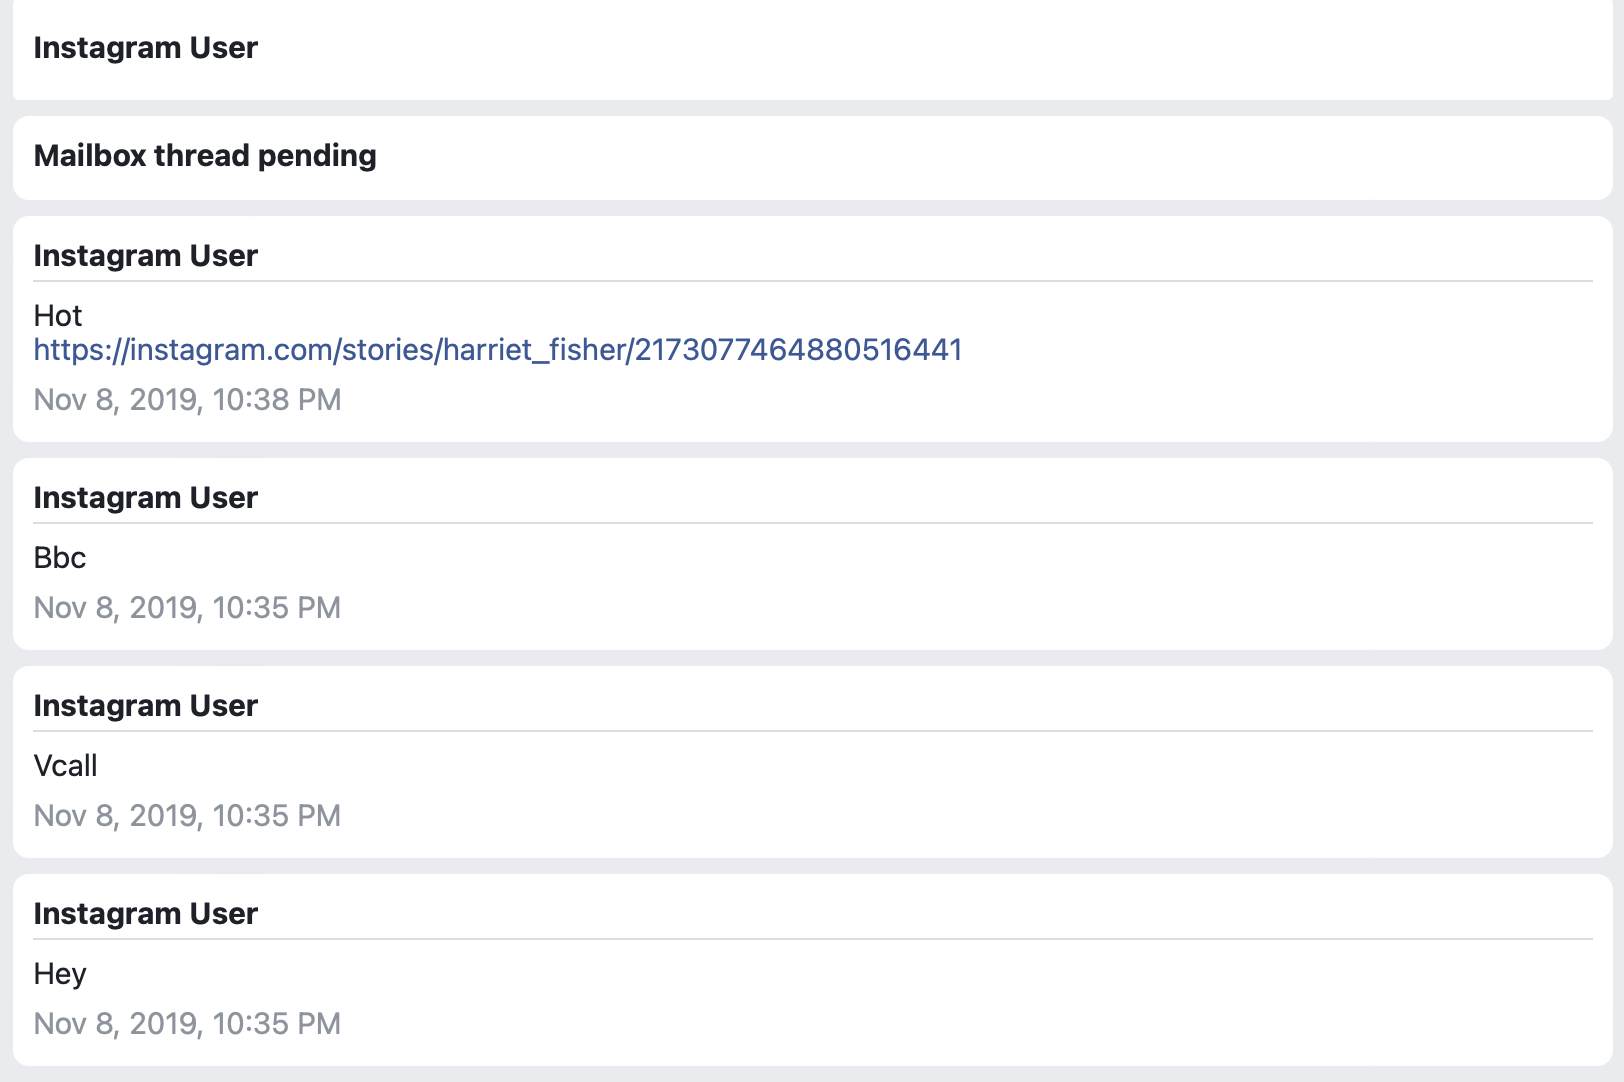 Instagram User
Mailbox thread pending
Instagram User
Hot
https://instagram.com/stories/harriet_fisher/2173077464880516441
Nov 8, 2019, 10:38 PM
Instagram User
Bbc
Nov 8, 2019, 10:35 PM
Instagram User
Vcall
Nov 8, 2019, 10:35 PM
Instagram User
Hey
Nov 8, 2019, 10:35 PM